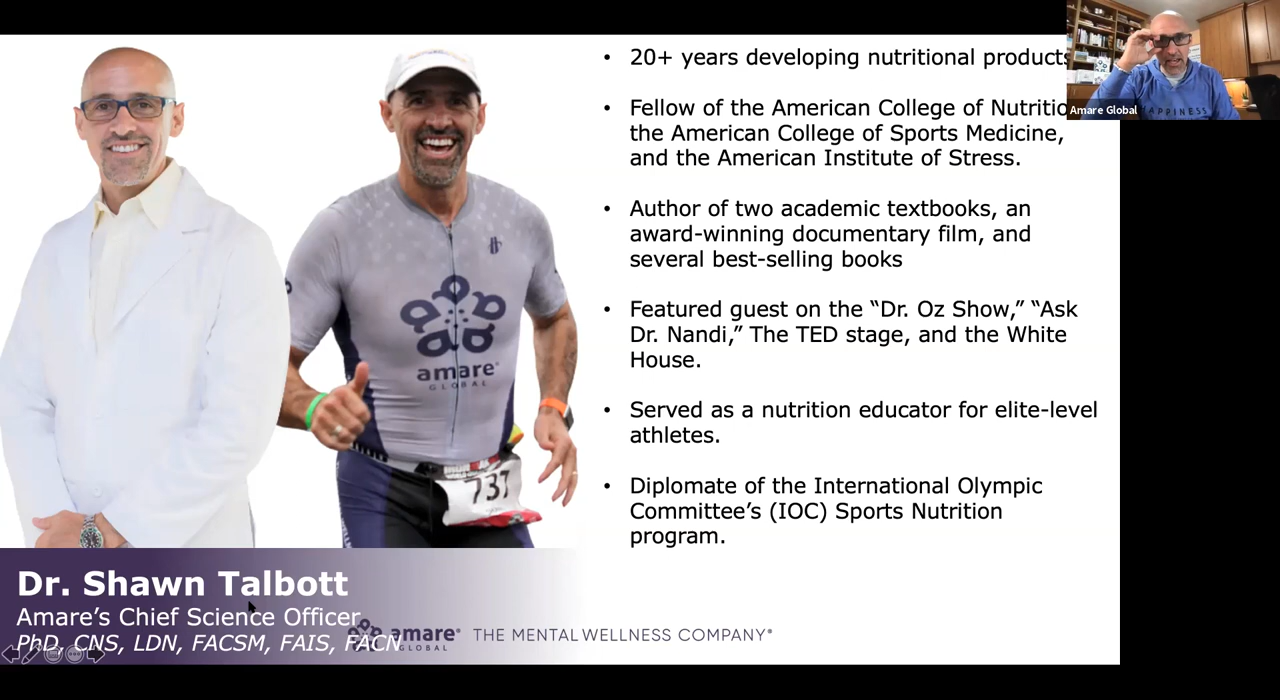 • 20+ years developing nutritional products
• Fellow of the American College of Nutritio
the American College of Sports Medicine,
and the American Institute of Stress.
• Author of two academic textbooks, an
award-winning documentary film, and
several best-selling books
• Featured guest on the “Dr. Oz Show,” “Ask
Dr. Nandi,” The TED stage, and the White
House.
• Served as a nutrition educator for elite-level
athletes.
• Diplomate of the International Olympic
Committee’s (IOC) Sports Nutrition
program.
Amare Global
APPINESS
amare®
GLOBAL
737
Dr. Shawn Talbott
Amare’s Chief Science Officer
PhD, CNS, LDN, FACSM, FAIS, FACN
amare®
GLOBAL
THE MENTAL WELLNESS COMPANY®